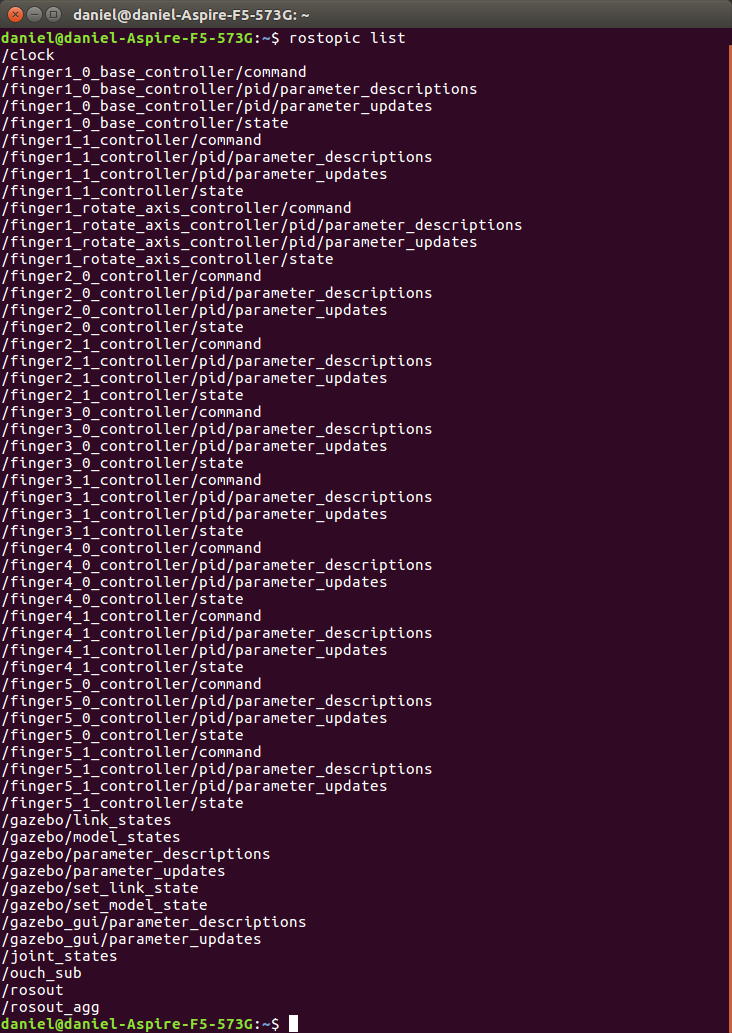 daniel@daniel-Aspire-F5-573G: ~
daniel@daniel-Aspire-F5-573G:~$ rostopic list
/clock
/finger1_0_base_controller/command
/finger1_0_base_controller/pid/parameter_descriptions
/finger1_0_base_controller/pid/parameter_updates
/finger1_0_base_controller/state
/finger1_1_controller/command
/finger1_1_controller/pid/parameter_descriptions
/finger1_1_controller/pid/parameter_updates
/finger1_1_controller/state
/finger1_rotate_axis_controller/command
/finger1_rotate_axis_controller/pid/parameter_descriptions
/finger1_rotate_axis_controller/pid/parameter_updates
/finger1_rotate_axis_controller/state
/finger2_0_controller/command
/finger2_0_controller/pid/parameter_descriptions
/finger2_0_controller/pid/parameter_updates
/finger2_0_controller/state
/finger2_1_controller/command
/finger2_1_controller/pid/parameter_descriptions
/finger2_1_controller/pid/parameter_updates
/finger2_1_controller/state
/finger3_0_controller/command
/finger3_0_controller/pid/parameter_descriptions
/finger3_0_controller/pid/parameter_updates
/finger3_0_controller/state
/finger3_1_controller/command
/finger3_1_controller/pid/parameter_descriptions
/finger3_1_controller/pid/parameter_updates
/finger3_1_controller/state
/finger4_0_controller/command
/finger4_0_controller/pid/parameter_descriptions
/finger4_0_controller/pid/parameter_updates
/finger4_0_controller/state
/finger4_1_controller/command
/finger4_1_controller/pid/parameter_descriptions
/finger4_1_controller/pid/parameter_updates
/finger4_1_controller/state
/finger5_0_controller/command
/finger5_0_controller/pid/parameter_descriptions
/finger5_0_controller/pid/parameter_updates
/finger5_0_controller/state
/finger5_1_controller/command
/finger5_1_controller/pid/parameter_descriptions
/finger5_1_controller/pid/parameter_updates
/finger5_1_controller/state
/gazebo/link_states
/gazebo/model_states
/gazebo/parameter_descriptions
/gazebo/parameter_updates
/gazebo/set_link_state
/gazebo/set_model_state
/gazebo_gui/parameter_descriptions
/gazebo_gui/parameter_updates
/joint_states
/ouch_sub
/rosout
/rosout_agg
daniel@daniel-Aspire-F5-573G:~$